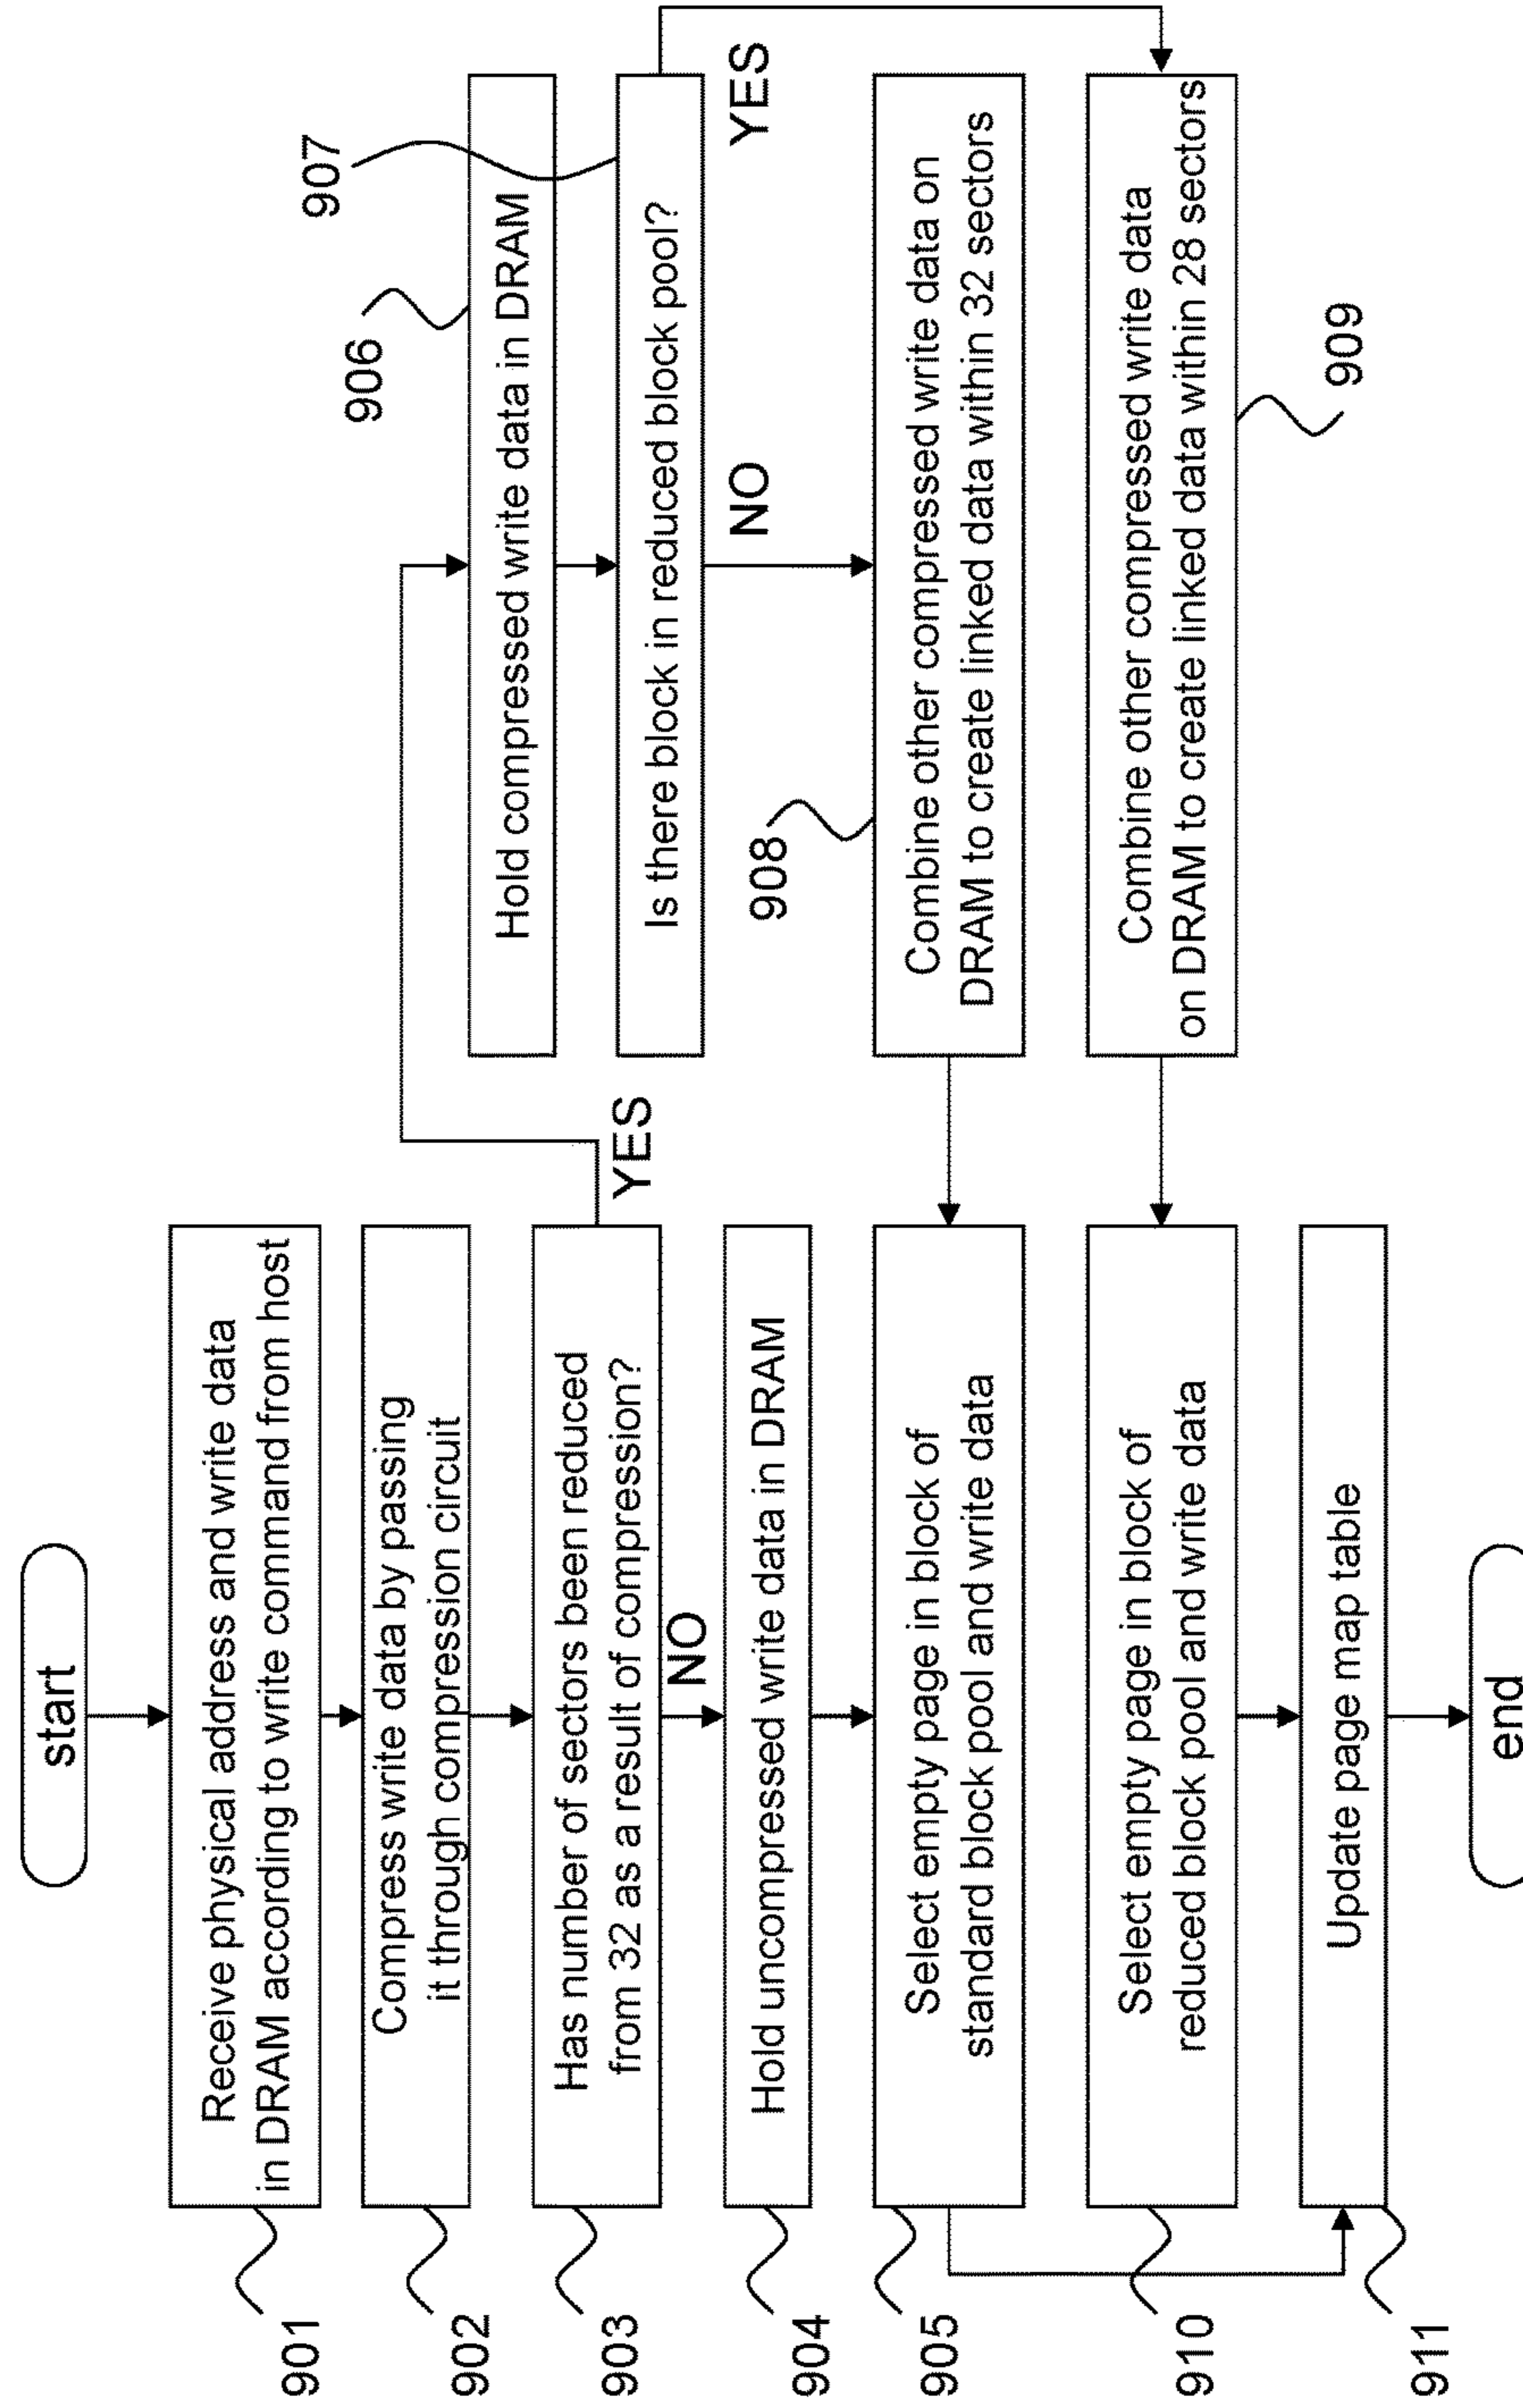 start
901
Receive physical address and write data
in DRAM according to write command from host
902
Compress write data by passing
it through compression circuit
903
Has number of sectors been reduced
from 32 as a result of compression?
YES
NO
904
Hold uncompressed write data in DRAM
905
Select empty page in block of
standard block pool and write data
910
Select empty page in block of
reduced block pool and write data
911
Update page map table
end
906
Hold compressed write data in DRAM
907
Is there block in reduced block pool?
YES
NO
908
Combine other compressed write data on
DRAM to create linked data within 32 sectors
Combine other compressed write data
on DRAM to create linked data within 28 sectors
909